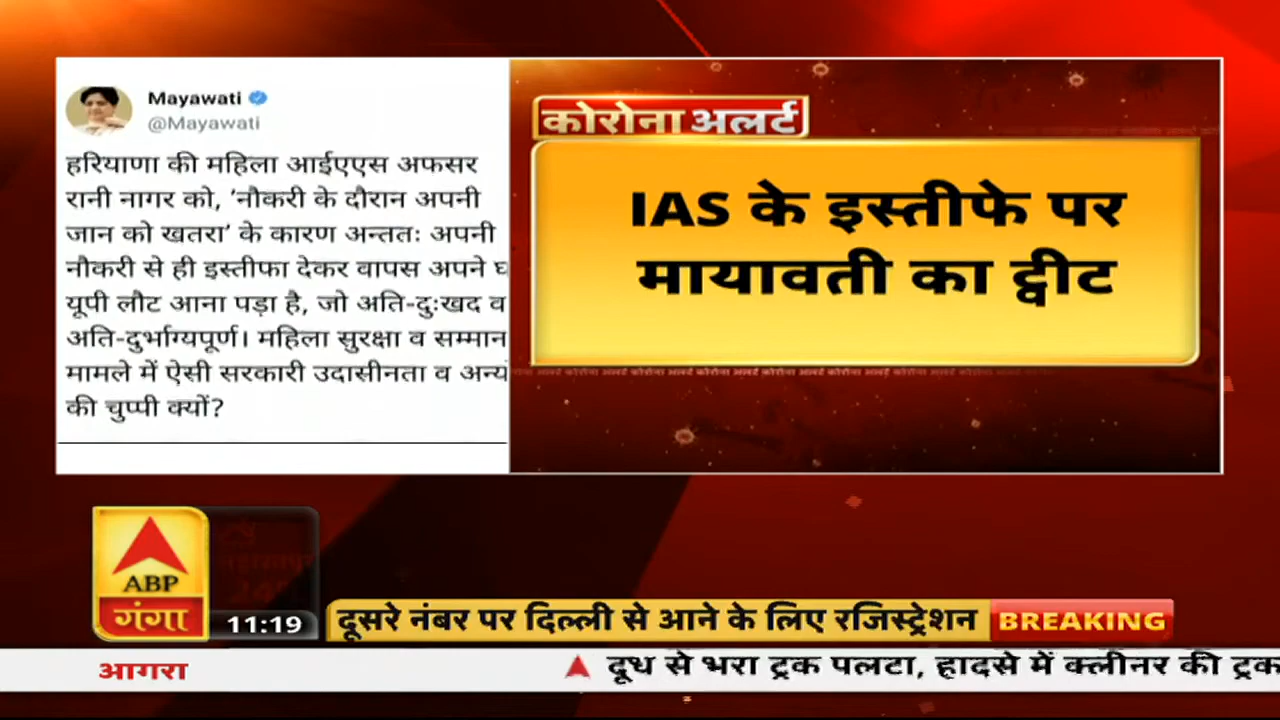 Mayawati
@Mayawati
हरियाणा की महिला आईएएस अफसर
रानी नागर को, 'नौकरी के दौरान अपनी
जान को खतरा' के कारण अन्ततः अपनी
नौकरी से ही इस्तीफा देकर वापस अपने
यूपी लौट आना पड़ा है, जो अति-दुःखद व
अति-दुर्भाग्यपूर्ण। महिला सुरक्षा व सम्मान
मामले में ऐसी सरकारी उदासीनता व
की चुप्पी क्यों?
कोरोना अलर्ट
IAS के इस्तीफे पर
मायावती का ट्वीट
ABP
गंगा
11:19
दूसरे नंबर पर दिल्ली से आने के लिए रजिस्ट्रेशन
BREAKING
आगरा
दूध से भरा ट्रक पलटा, हादसे में क्लीनर की ट्रक